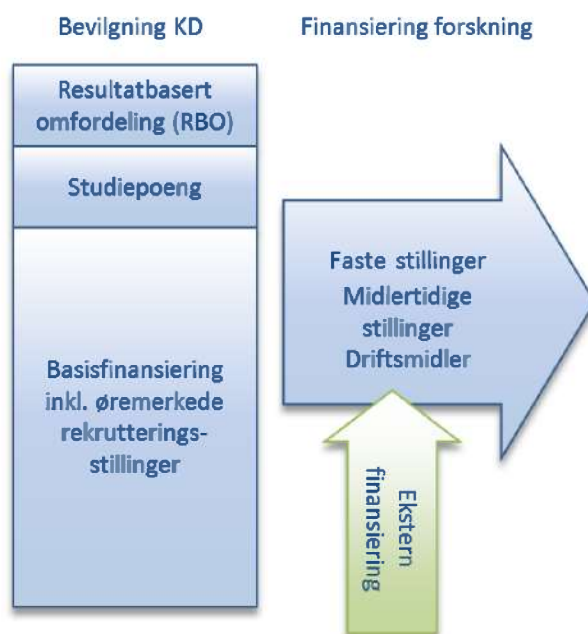 Bevilgning KD
Finansiering forskning
Resultatbasert
omfordeling (RBO)
Studiepoeng
Basisfinansiering
inkl. øremerkede
rekrutterings-
stillinger
Faste stillinger
Midlertidige
stillinger
Driftsmidler
Ekstern
finansiering